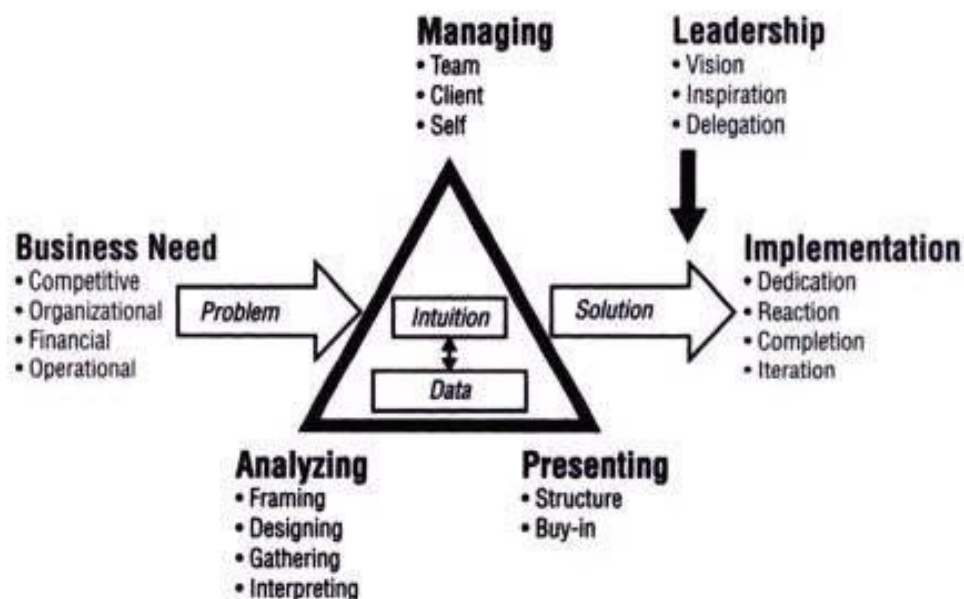 Managing
• Team
• Client
• Self
Leadership
• Vision
• Inspiration
• Delegation
Business Need
• Competitive
• Organizational
• Financial
• Operational
Problem
Intuition
Data
Solution
Implementation
• Dedication
• Reaction
• Completion
• Iteration
Analyzing
• Framing
• Designing
• Gathering
• Interpreting
Presenting
• Structure
• Buy-in